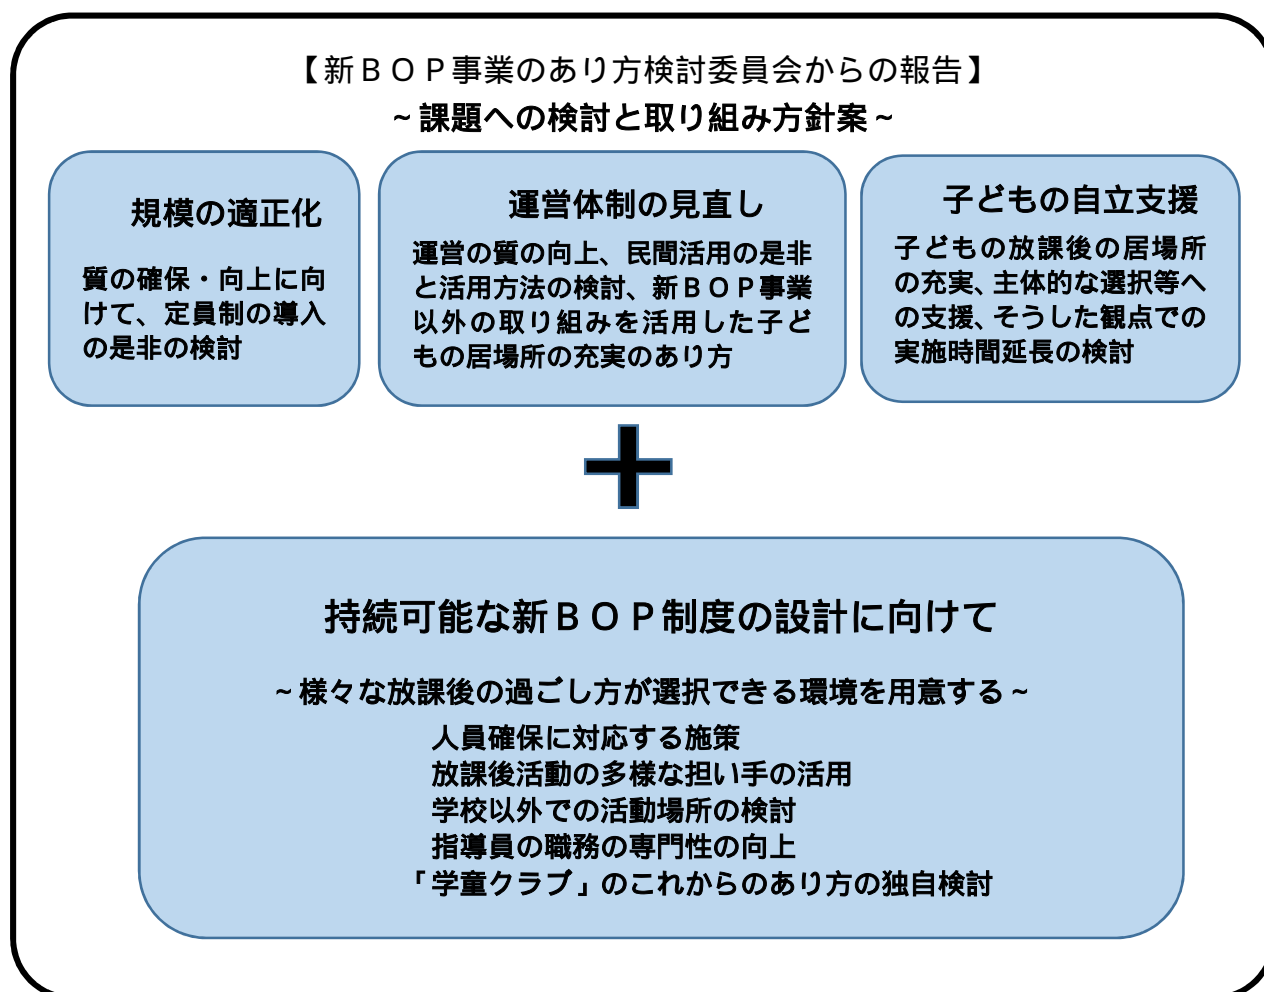 【新ＢＯＰ事業のあり方検討委員会からの報告】
~課題への検討と取り組み方針案~
規模の適正化
質の確保・向上に向
けて、定員制の導入
の是非の検討
運営体制の見直し
運営の質の向上、民間活用の是非
と活用方法の検討、新ＢＯＰ事業
以外の取り組みを活用した子ど
もの居場所の充実のあり方
子どもの自立支援
子どもの放課後の居場所
の充実、主体的な選択等へ
の支援、そうした観点での
実施時間延長の検討
持続可能な新ＢＯＰ制度の設計に向けて
~様々な放課後の過ごし方が選択できる環境を用意する~
人員確保に対応する施策
放課後活動の多様な担い手の活用
学校以外での活動場所の検討
指導員の職務の専門性の向上
「学童クラブ」のこれからのあり方の独自検討